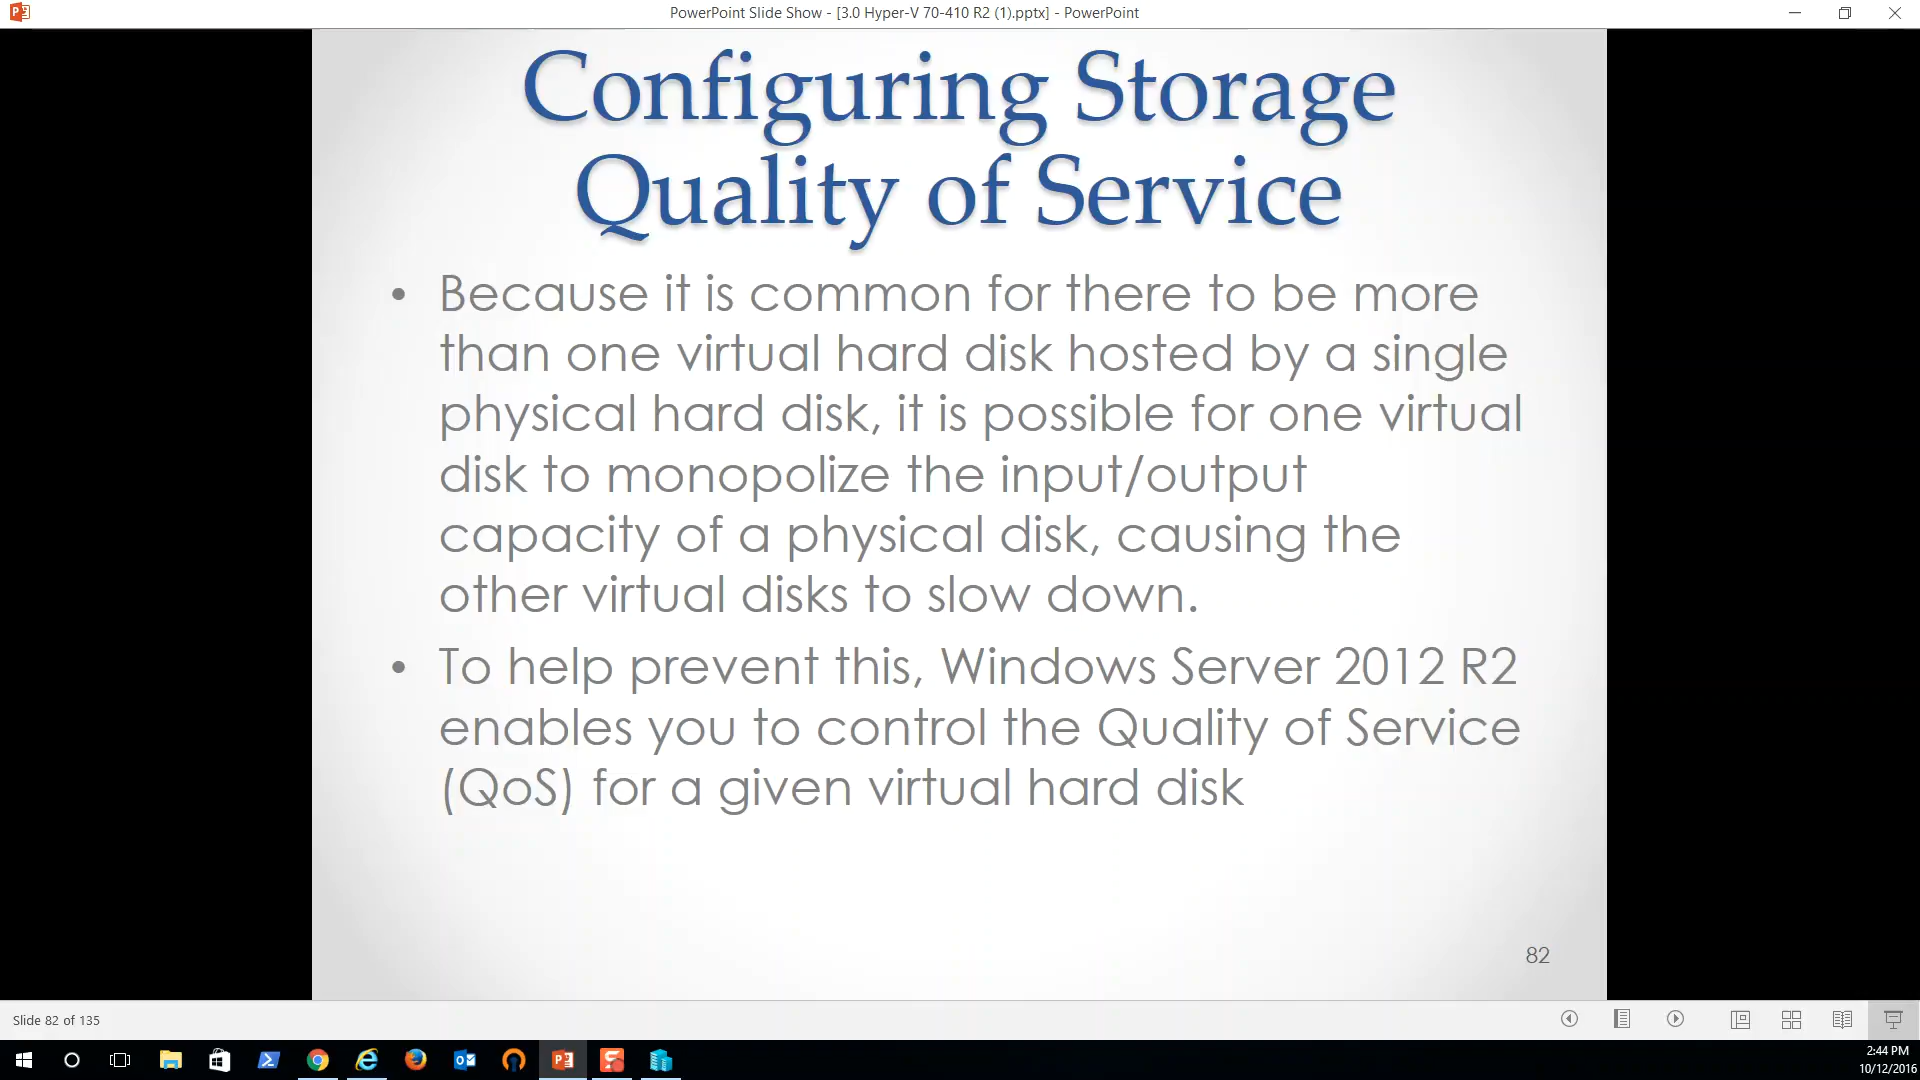 PowerPoint Slide Show - [3.0 Hyper-V 70-410 R2 (1).pptx] - PowerPoint
Configuring Storage
Quality of Service
• Because it is common for there to be more
than one virtual hard disk hosted by a single
physical hard disk, it is possible for one virtual
disk to monopolize the input/output
capacity of a physical disk, causing the
other virtual disks to slow down.
• To help prevent this, Windows Server 2012 R2
enables you to control the Quality of Service
(QoS) for a given virtual hard disk
82
Slide 82 of 135
2:44 PM
10/12/2016